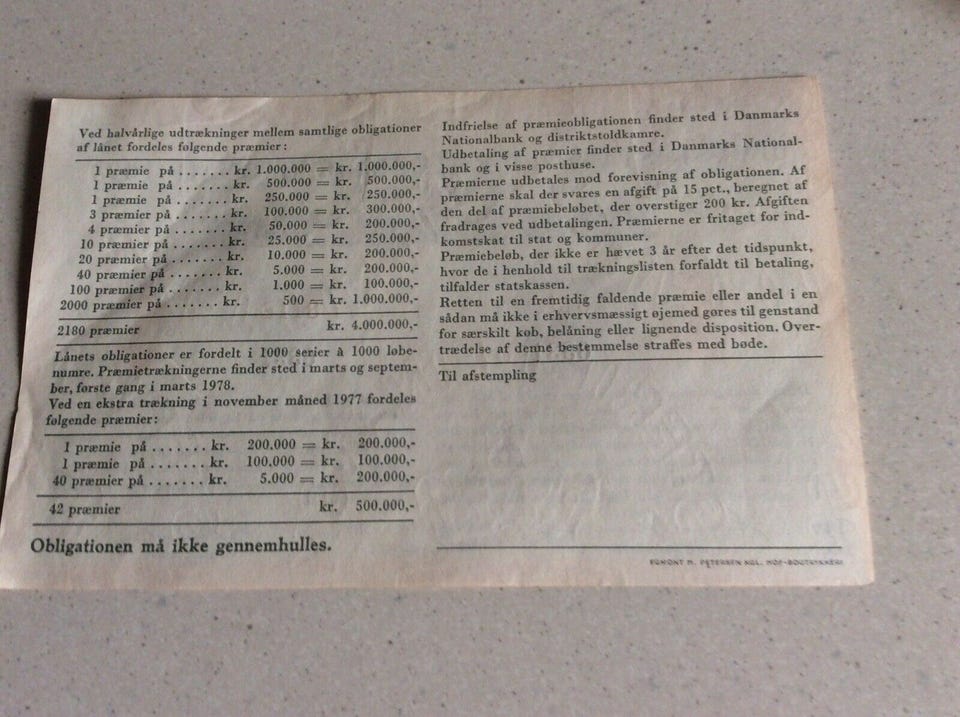 Ved halvårlige udtrækninger mellem samtlige obligationer
af lånet fordeles følgende præmier:
1 præmie på ....... kr. 1.000.000 = kr. 1.000.000,-
1 præmie på ....... kr. 500.000 = kr. 500.000,-
1 præmie på ....... kr. 250.000 = kr. 250.000,-
3 præmier på ....... kr. 100.000 = kr. 300.000,-
4 præmier på ....... kr. 50.000 = kr. 200.000,-
10 præmier på ....... kr. 25.000 = kr. 250.000,-
20 præmier på ....... kr. 10.000 = kr. 200.000,-
40 præmier på ....... kr. 5.000 = kr. 200.000,-
100 præmier på ....... kr. 1.000 = kr. 100.000,-
2000 præmier på ....... kr. 500 = kr. 1.000.000,-
2180 præmier kr. 4.000.000,-
Lånets obligationer er fordelt i 1000 serier à 1000 løbe-
numre. Præmietrækningerne finder sted i marts og septem-
ber, første gang i marts 1978.
Ved en ekstra trækning i november måned 1977 fordeles
følgende præmier:
1 præmie på ....... kr. 200.000 = kr. 200.000,-
1 præmie på ....... kr. 100.000 = kr. 100.000,-
40 præmier på ....... kr. 5.000 = kr. 200.000,-
42 præmier kr. 500.000,-
Obligationen må ikke gennemhulles.
Indfrielse af præmieobligationen finder sted i Danmarks
Nationalbank og distriktstoldkamre.
Udbetaling af præmier finder sted i Danmarks National-
bank og i visse posthuse.
Præmierne udbetales mod forevisning af obligationen. Af
præmierne skal der svares en afgift på 15 pct., beregnet af
den del af præmiebeløbet, der overstiger 200 kr. Afgiften
fradrages ved udbetalingen. Præmierne er fritaget for ind-
komstskat til stat og kommuner.
Præmiebeløb, der ikke er hævet 3 år efter det tidspunkt,
hvor de i henhold til trækningslisten forfaldt til betaling,
tilfalder statskassen.
Retten til en fremtidig faldende præmie eller andel i en
sådan må ikke i erhvervsmæssigt øjemed gøres til genstand
for særskilt køb, belåning eller lignende disposition. Over-
trædelse af denne bestemmelse straffes med bøde.
Til afstempling
EGMONT H. PETERSEN KGL. HOF-BOGTRYKKERI